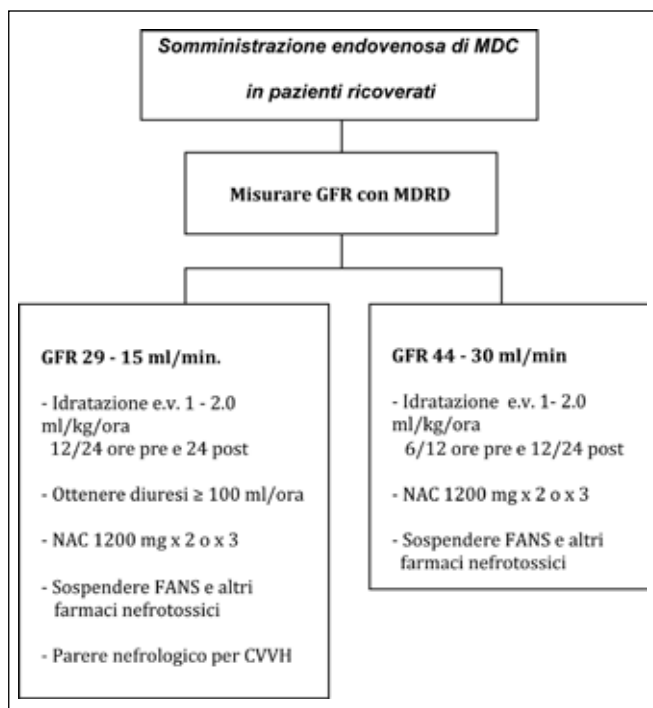 Somministrazione endovenosa di MDC
in pazienti ricoverati
Misurare GFR con MDRD
GFR 29 - 15 ml/min.
- Idratazione e.v. 1 - 2.0
ml/kg/ora
12/24 ore pre e 24 post
- Ottenere diuresi ≥ 100 ml/ora
- NAC 1200 mg x 2 o x 3
- Sospendere FANS e altri
farmaci nefrotossici
- Parere nefrologico per CVVH
GFR 44 - 30 ml/min
- Idratazione e.v. 1- 2.0
ml/kg/ora
6/12 ore pre e 12/24 post
- NAC 1200 mg x 2 o x 3
- Sospendere FANS e altri
farmaci nefrotossici